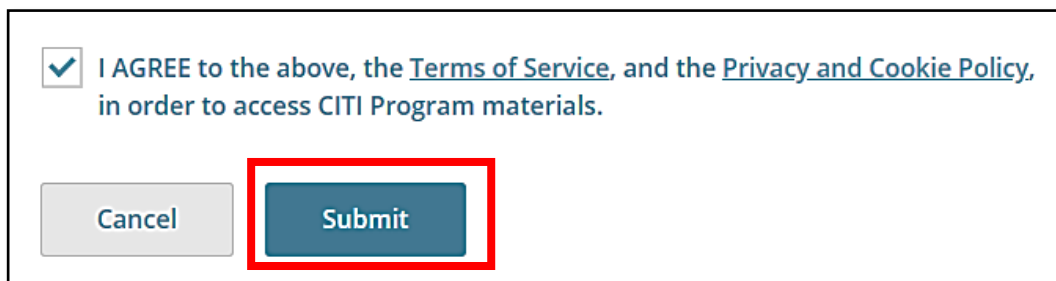 I AGREE to the above, the Terms of Service, and the Privacy and Cookie Policy,
in order to access CITI Program materials.
Cancel Submit